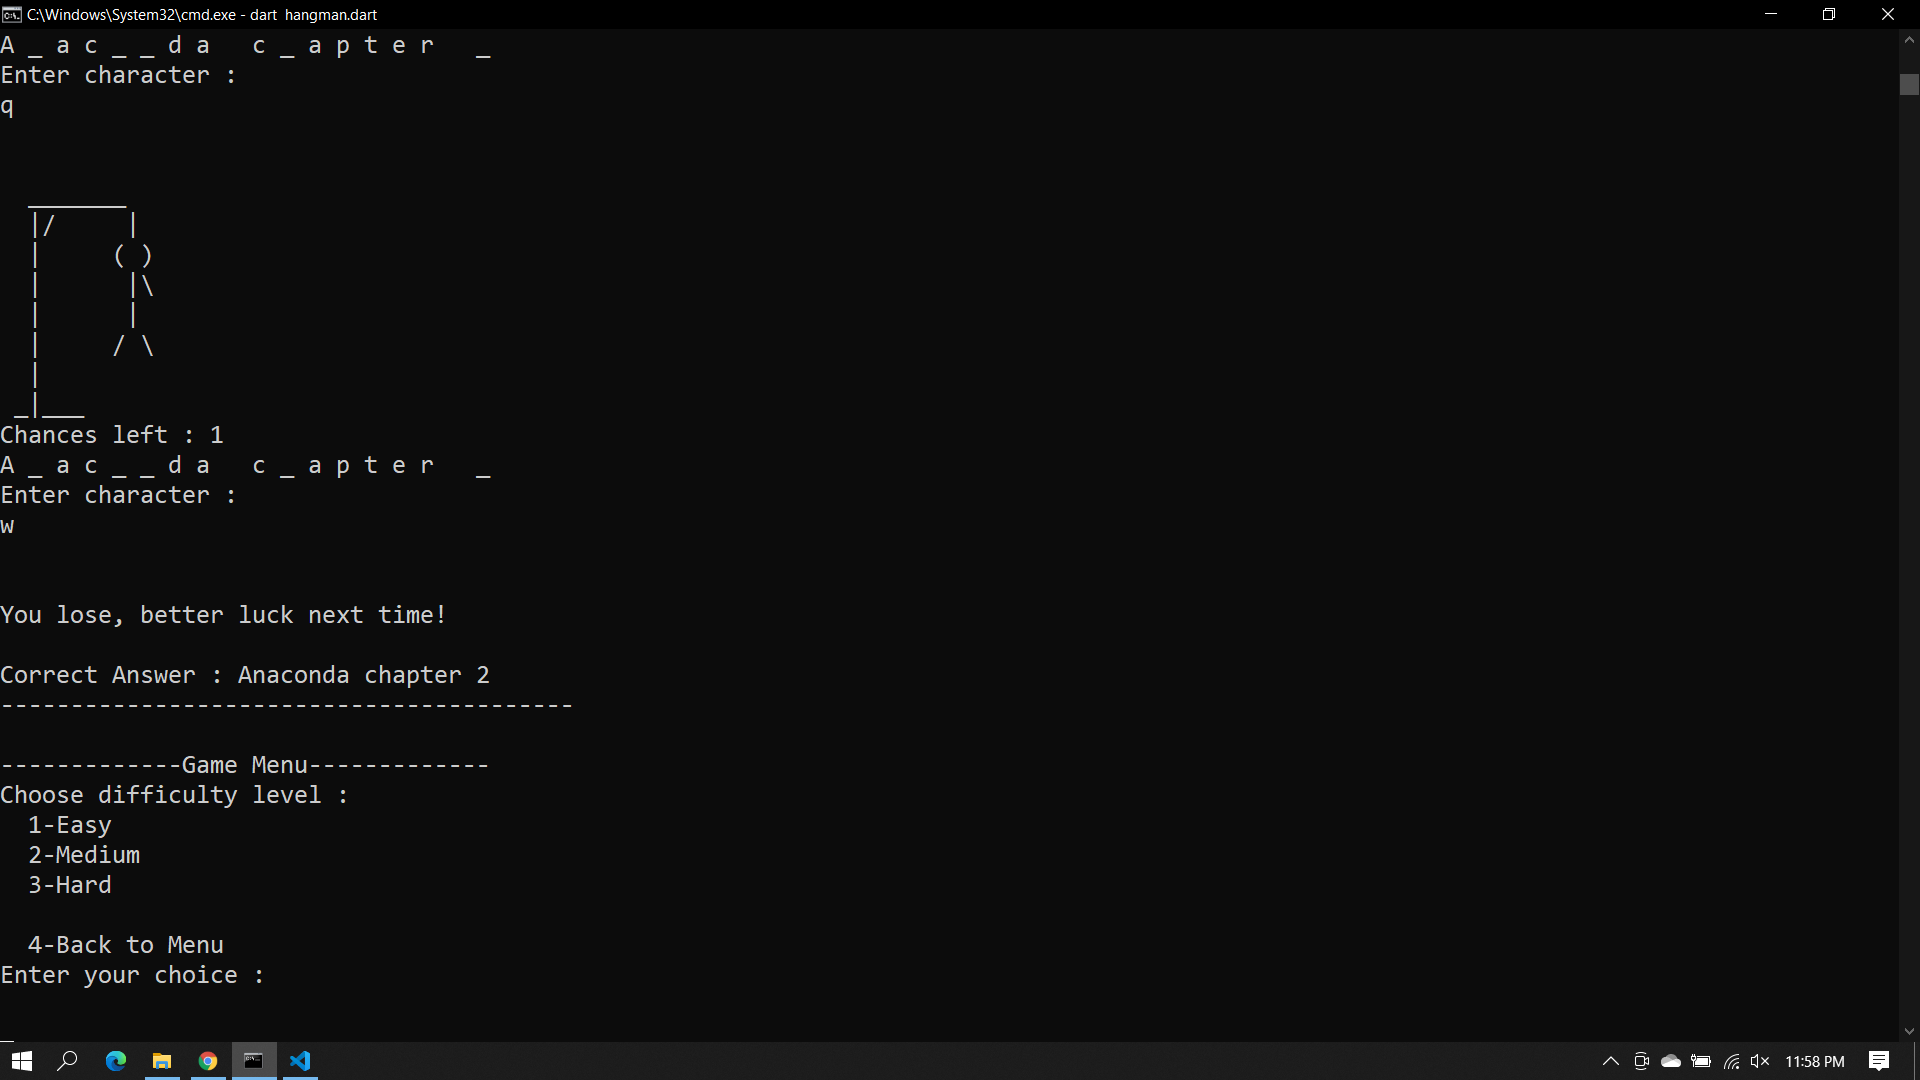 C:\Windows\System32\cmd.exe - dart  hangman.dart
A _ a c _ _ d a   c _ a p t e r   _
Enter character :
q
  _______
  |/     |
  |     ( )
  |      |\
  |      |
  |     / \
  |
 _|___
Chances left : 1
A _ a c _ _ d a   c _ a p t e r   _
Enter character :
w
You lose, better luck next time!
Correct Answer : Anaconda chapter 2
-----------------------------------------
-------------Game Menu-------------
Choose difficulty level :
  1-Easy
  2-Medium
  3-Hard
  4-Back to Menu
Enter your choice :
11:58 PM